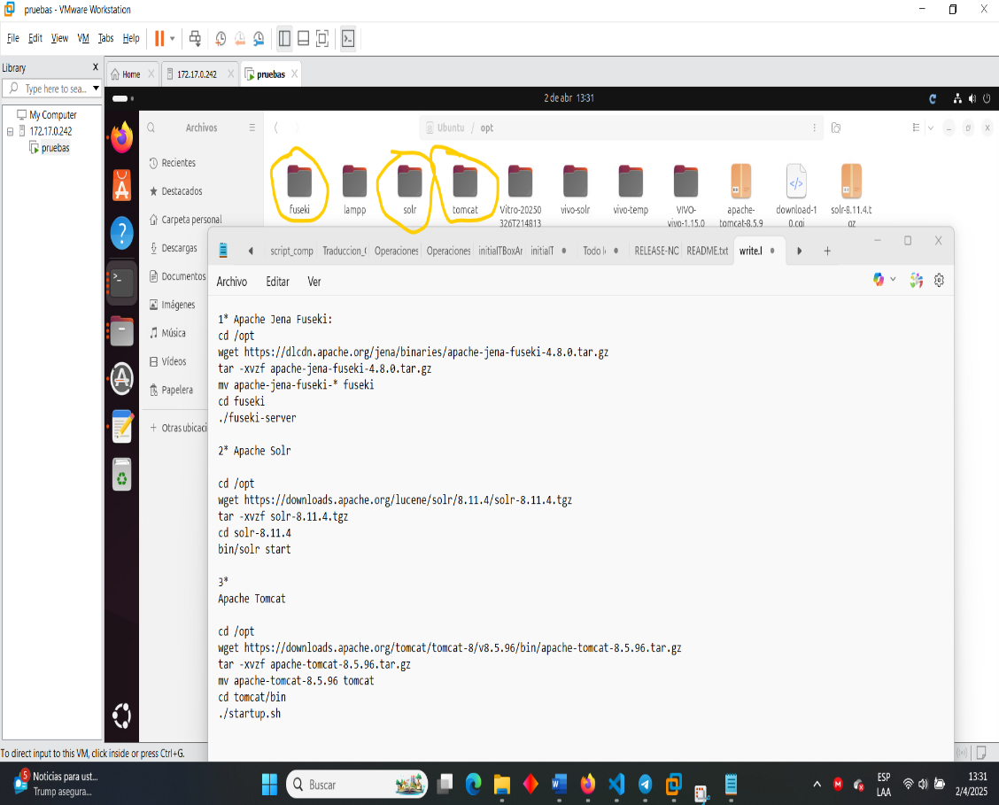 pruebas - VMware Workstation
File Edit View VM Tabs Help
Library X
Type here to sea...
Home 172.17.0.242 pruebas
My Computer
172.17.0.242
pruebas
2 de abr 13:31
Archivos
Ubuntu / opt
Recientes
Destacados
Carpeta personal
Descargas
Documentos
Imágenes
Música
Vídeos
Papelera
+ Otras ubicaci
fuseki lampp solr tomcat Vitro-20250 vivo-solr vivo-temp VIVO- apache- download-1 solr-8.11.4.t
326T214813 vivo-1.15.0 tomcat-8.5.9 0.cgi gz
script_comp Traduccion_( Operaciones Operaciones initialTBoxAr initialT Todo l RELEASE-NC README.txt write.l
Archivo Editar Ver
1* Apache Jena Fuseki:
cd /opt
wget https://dlcdn.apache.org/jena/binaries/apache-jena-fuseki-4.8.0.tar.gz
tar -xvzf apache-jena-fuseki-4.8.0.tar.gz
mv apache-jena-fuseki-* fuseki
cd fuseki
./fuseki-server
2* Apache Solr
cd /opt
wget https://downloads.apache.org/lucene/solr/8.11.4/solr-8.11.4.tgz
tar -xvzf solr-8.11.4.tgz
cd solr-8.11.4
bin/solr start
3*
Apache Tomcat
cd /opt
wget https://downloads.apache.org/tomcat/tomcat-8/v8.5.96/bin/apache-tomcat-8.5.96.tar.gz
tar -xvzf apache-tomcat-8.5.96.tar.gz
mv apache-tomcat-8.5.96 tomcat
cd tomcat/bin
./startup.sh
To direct input to this VM, click inside or press Ctrl+G.
5
Noticias para ust...
Trump asegura...
Buscar
ESP
LAA
13:31
2/4/2025